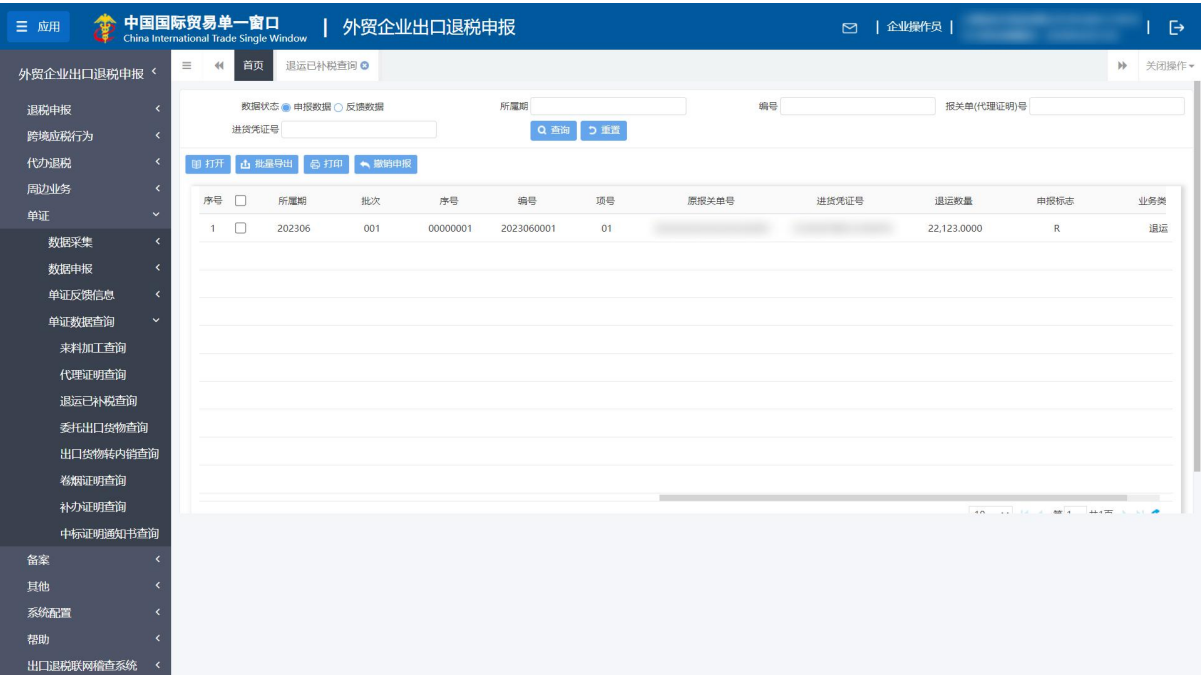 应用
中国国际贸易单一窗口
China International Trade Single Window
外贸企业出口退税申报
企业操作员
外贸企业出口退税申报
首页
退运已补税查询
关闭操作
退税申报
跨境应税行为
代办退税
周边业务
单证
数据采集
数据申报
单证反馈信息
单证数据查询
来料加工查询
代理证明查询
退运已补税查询
委托出口货物查询
出口货物转内销查询
卷烟证明查询
补办证明查询
中标证明通知书查询
备案
其他
系统配置
帮助
出口退税联网稽查系统
数据状态 申报数据 反馈数据 所属期 编号 报关单(代理证明)号
进货凭证号 查询 重置
打开 批量导出 打印 撤销申报
序号 所属期 批次 序号 编号 项号 原报关单号 进货凭证号 退运数量 申报标志 业务类
1 202306 001 00000001 2023060001 01 22,123.0000 R 退运